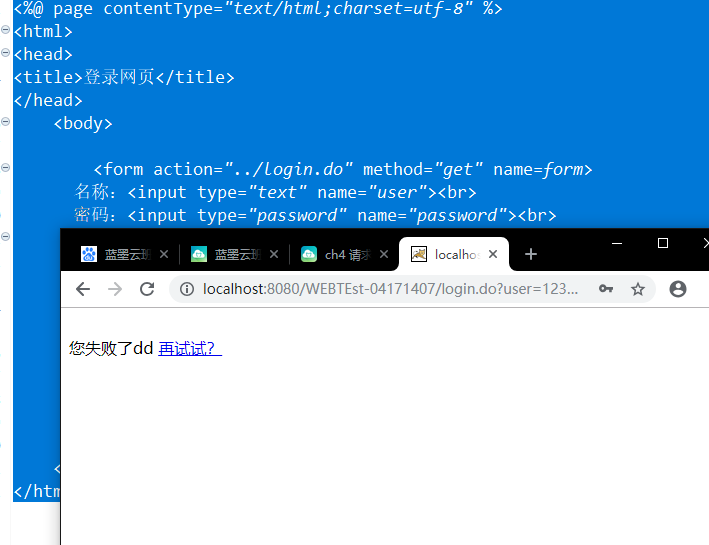 <%@ page contentType="text/html;charset=utf-8" %>
<html>
<head>
<title>登录网页</title>
</head>
<body>
<form action="../login.do" method="get" name=form>
名称：<input type="text" name="user"><br>
密码：<input type="password" name="password"><br>
蓝墨云班
蓝墨云班
ch4 请求
localhos
localhost:8080/WEBTEst-04171407/login.do?user=123...
您失败了dd 再试试？
<
</htm